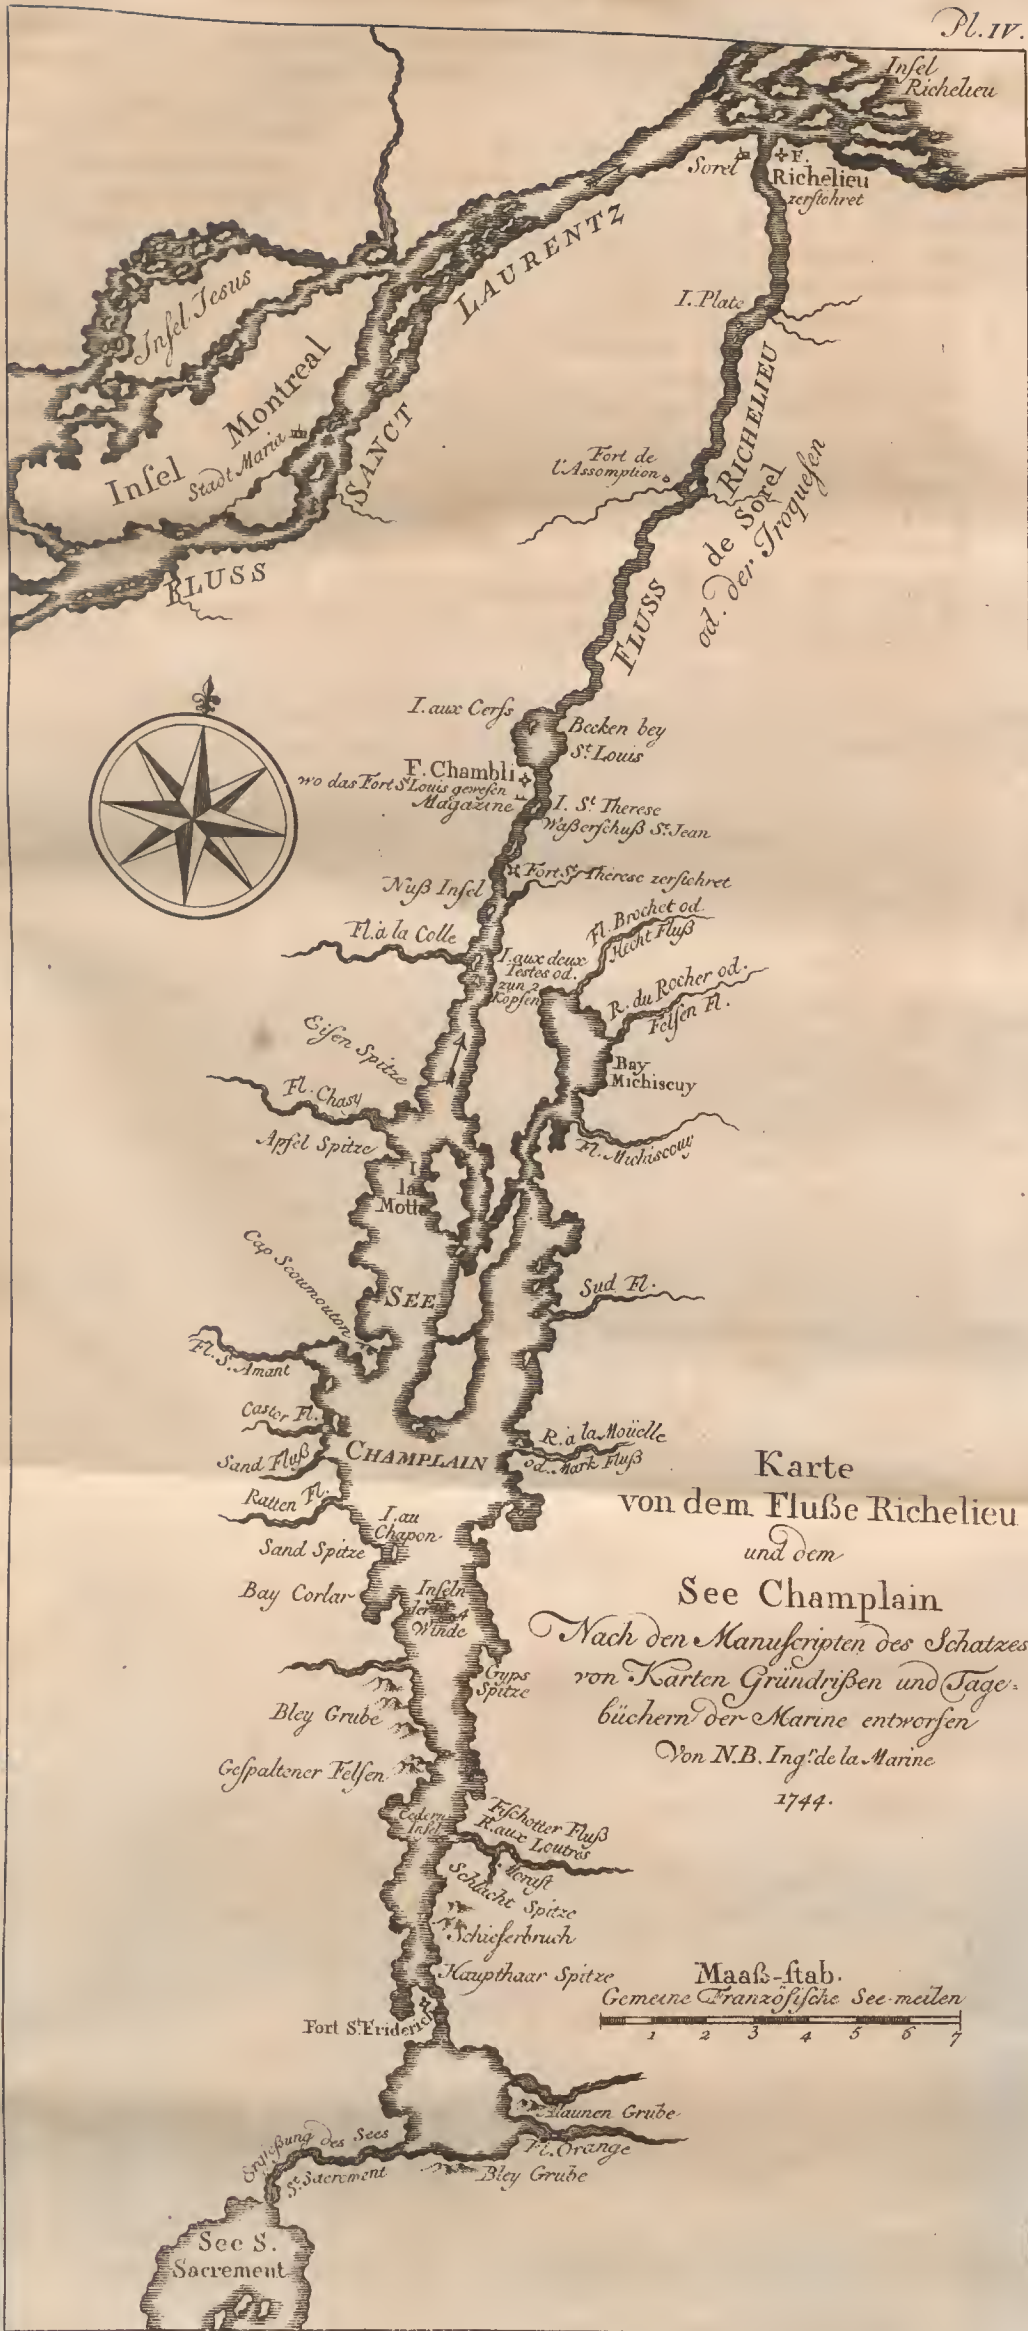 Pl. IV.
Inſel
Richelieu
Sorel
F.
Richelieu
zerſtöhret
LAURENTZ
I. Plate
Inſel Jesus
Inſel Montreal
Stadt Maria
SANCT
FLUSS
Fort de
l'Assomption
FLUSS RICHELIEU
de Sorel
od. der Jroqueſen
I. aux Cerfs
Becken bey
St. Louis
F. Chambli
wo das Fort St Louis geweſen
Magazine
I. St. Therese
Waßerſchuß St. Jean
Fort St. Therese zerſtöhret
Nuß Inſel
Fl. à la Colle
Fl. Brochet od.
Hecht Fluß
I. aux deux
Testes od.
zun 2
Köpfen
R. du Rocher od.
Felſen Fl.
Eiſen Spitze
Bay
Michiscuy
Fl. Chasy
Apfel Spitze
Fl. Michiscouy
I.
la
Motte
Cap Scoumouton
SEE
Sud Fl.
Fl. S. Amant
Castor Fl.
Sand Fluß
CHAMPLAIN
R. à la Moüelle
od. Mark Fluß
Ratten Fl.
I. au
Chapon
Sand Spitze
Bay Corlar
Inſeln
der 4
Winde
Karte
von dem Fluße Richelieu
und dem
See Champlain
Nach den Manuſcripten des Schatzes
von Karten Gründrißen und Tage-
büchern der Marine entworfen
Von N.B. Ingr. de la Marine
1744.
Gyps
Spitze
Bley Grube
Geſpaltener Felſen
Cedern
Inſel
Fiſchotter Fluß
R. aux Loutres
Moraſt
Schlacht Spitze
Schieferbruch
Haupthaar Spitze
Fort St. Friderich
Maaß-ſtab.
Gemeine Französiſche See-meilen
1 2 3 4 5 6 7
Alaunen Grube
Fl. Orange
Ergießung des Sees
St. Sacrement
Bley Grube
See S.
Sacrement